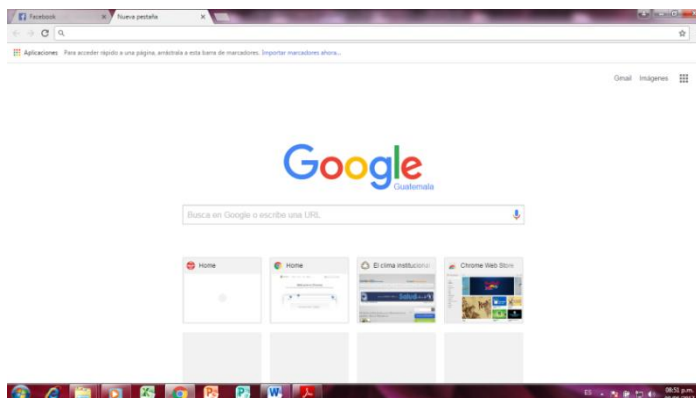 Facebook
Nueva pestaña
Aplicaciones Para acceder rápido a una página, arrástrala a esta barra de marcadores. Importar marcadores ahora...
Gmail Imágenes
Google
Guatemala
Busca en Google o escribe una URL
Home
Home
El clima institucional
Chrome Web Store
ES
08:51 p.m.